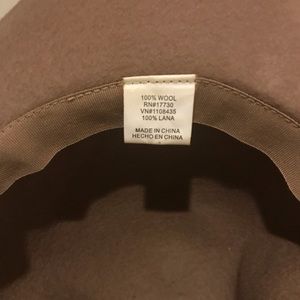 100% WOOL
RN#17730
VN#1108435
100% LANA
MADE IN CHINA
HECHO EN CHINA